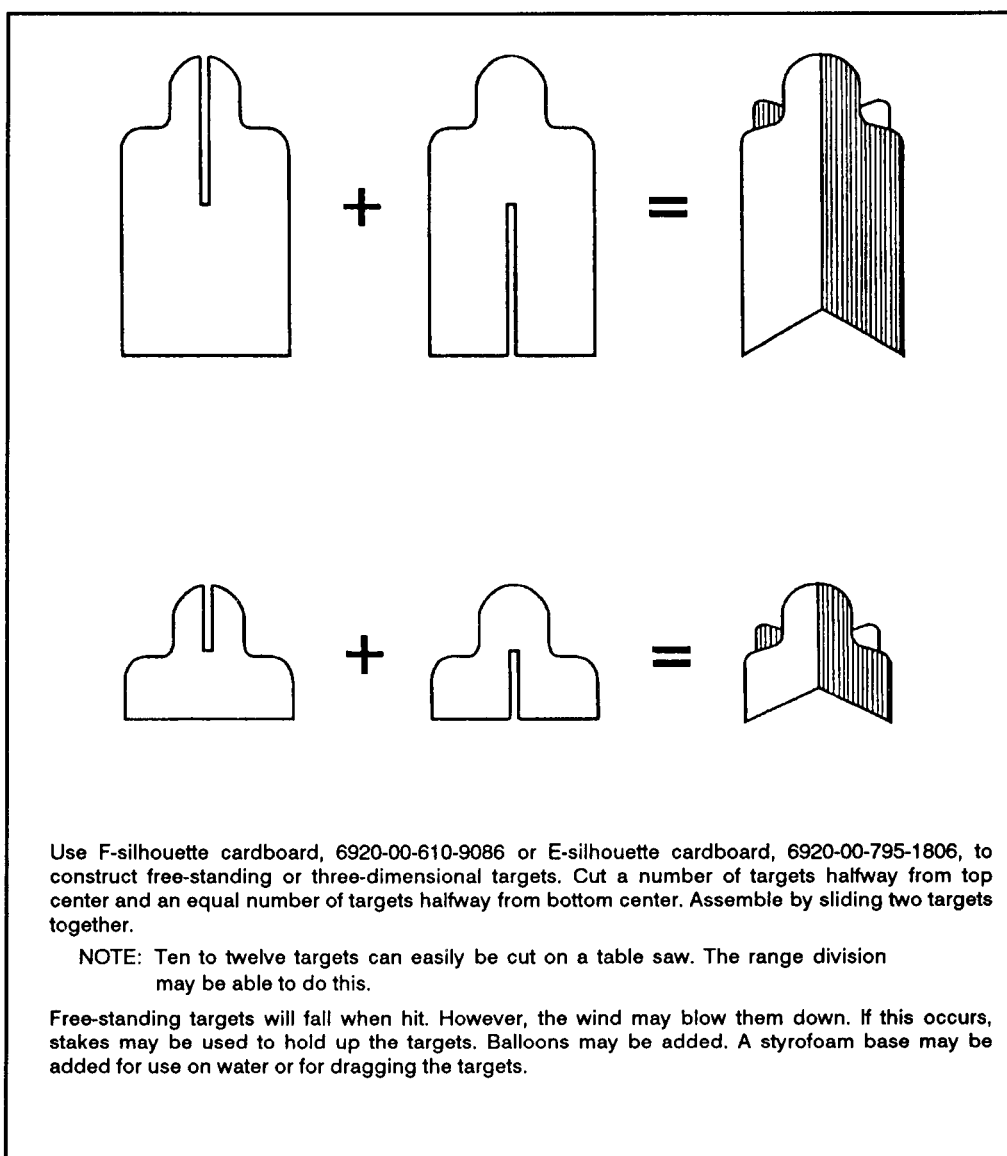 Use F-silhouette cardboard, 6920-00-610-9086 or E-silhouette cardboard, 6920-00-795-1806, to
construct free-standing or three-dimensional targets. Cut a number of targets halfway from top
center and an equal number of targets halfway from bottom center. Assemble by sliding two targets
together.
NOTE: Ten to twelve targets can easily be cut on a table saw. The range division
may be able to do this.
Free-standing targets will fall when hit. However, the wind may blow them down. If this occurs,
stakes may be used to hold up the targets. Balloons may be added. A styrofoam base may be
added for use on water or for dragging the targets.